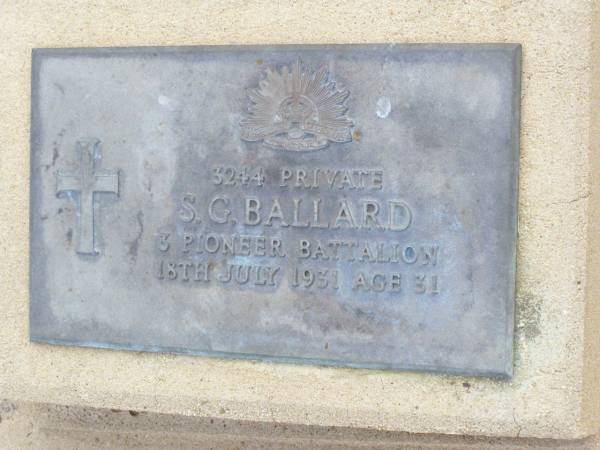 3244 PRIVATE
S.G.BALLARD
3 PIONEER BATTALION
18TH JULY 1931 AGE 31